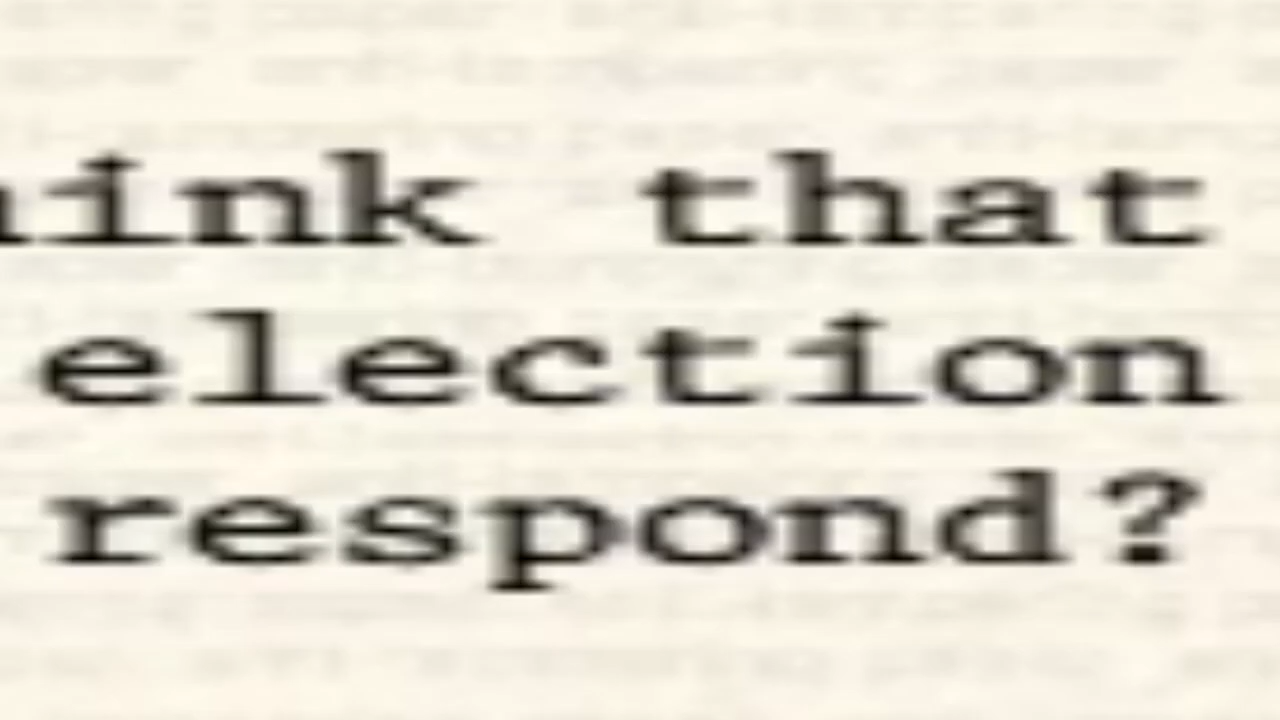 ink that
election
respond?